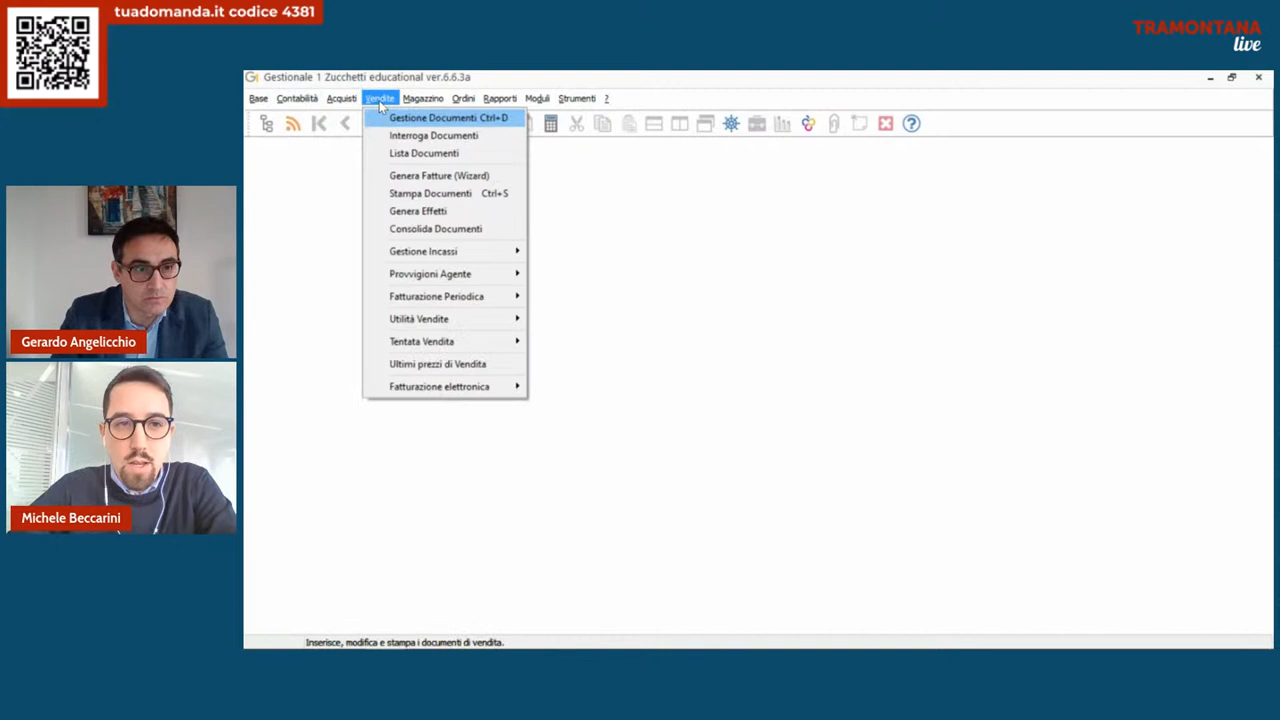 tuadomanda.it codice 4381
TRAMONTANA
live
Gestionale 1 Zucchetti educational ver.6.6.3a
Base Contabilità Acquisti Vendite Magazzino Ordini Rapporti Moduli Strumenti ?
Gestione Documenti Ctrl+D
Interroga Documenti
Lista Documenti
Genera Fatture (Wizard)
Stampa Documenti Ctrl+S
Genera Effetti
Consolida Documenti
Gestione Incassi
Provvigioni Agente
Fatturazione Periodica
Utilità Vendite
Tentata Vendita
Ultimi prezzi di Vendita
Fatturazione elettronica
Gerardo Angelicchio
Michele Beccarini
Inserisce, modifica e stampa i documenti di vendita.